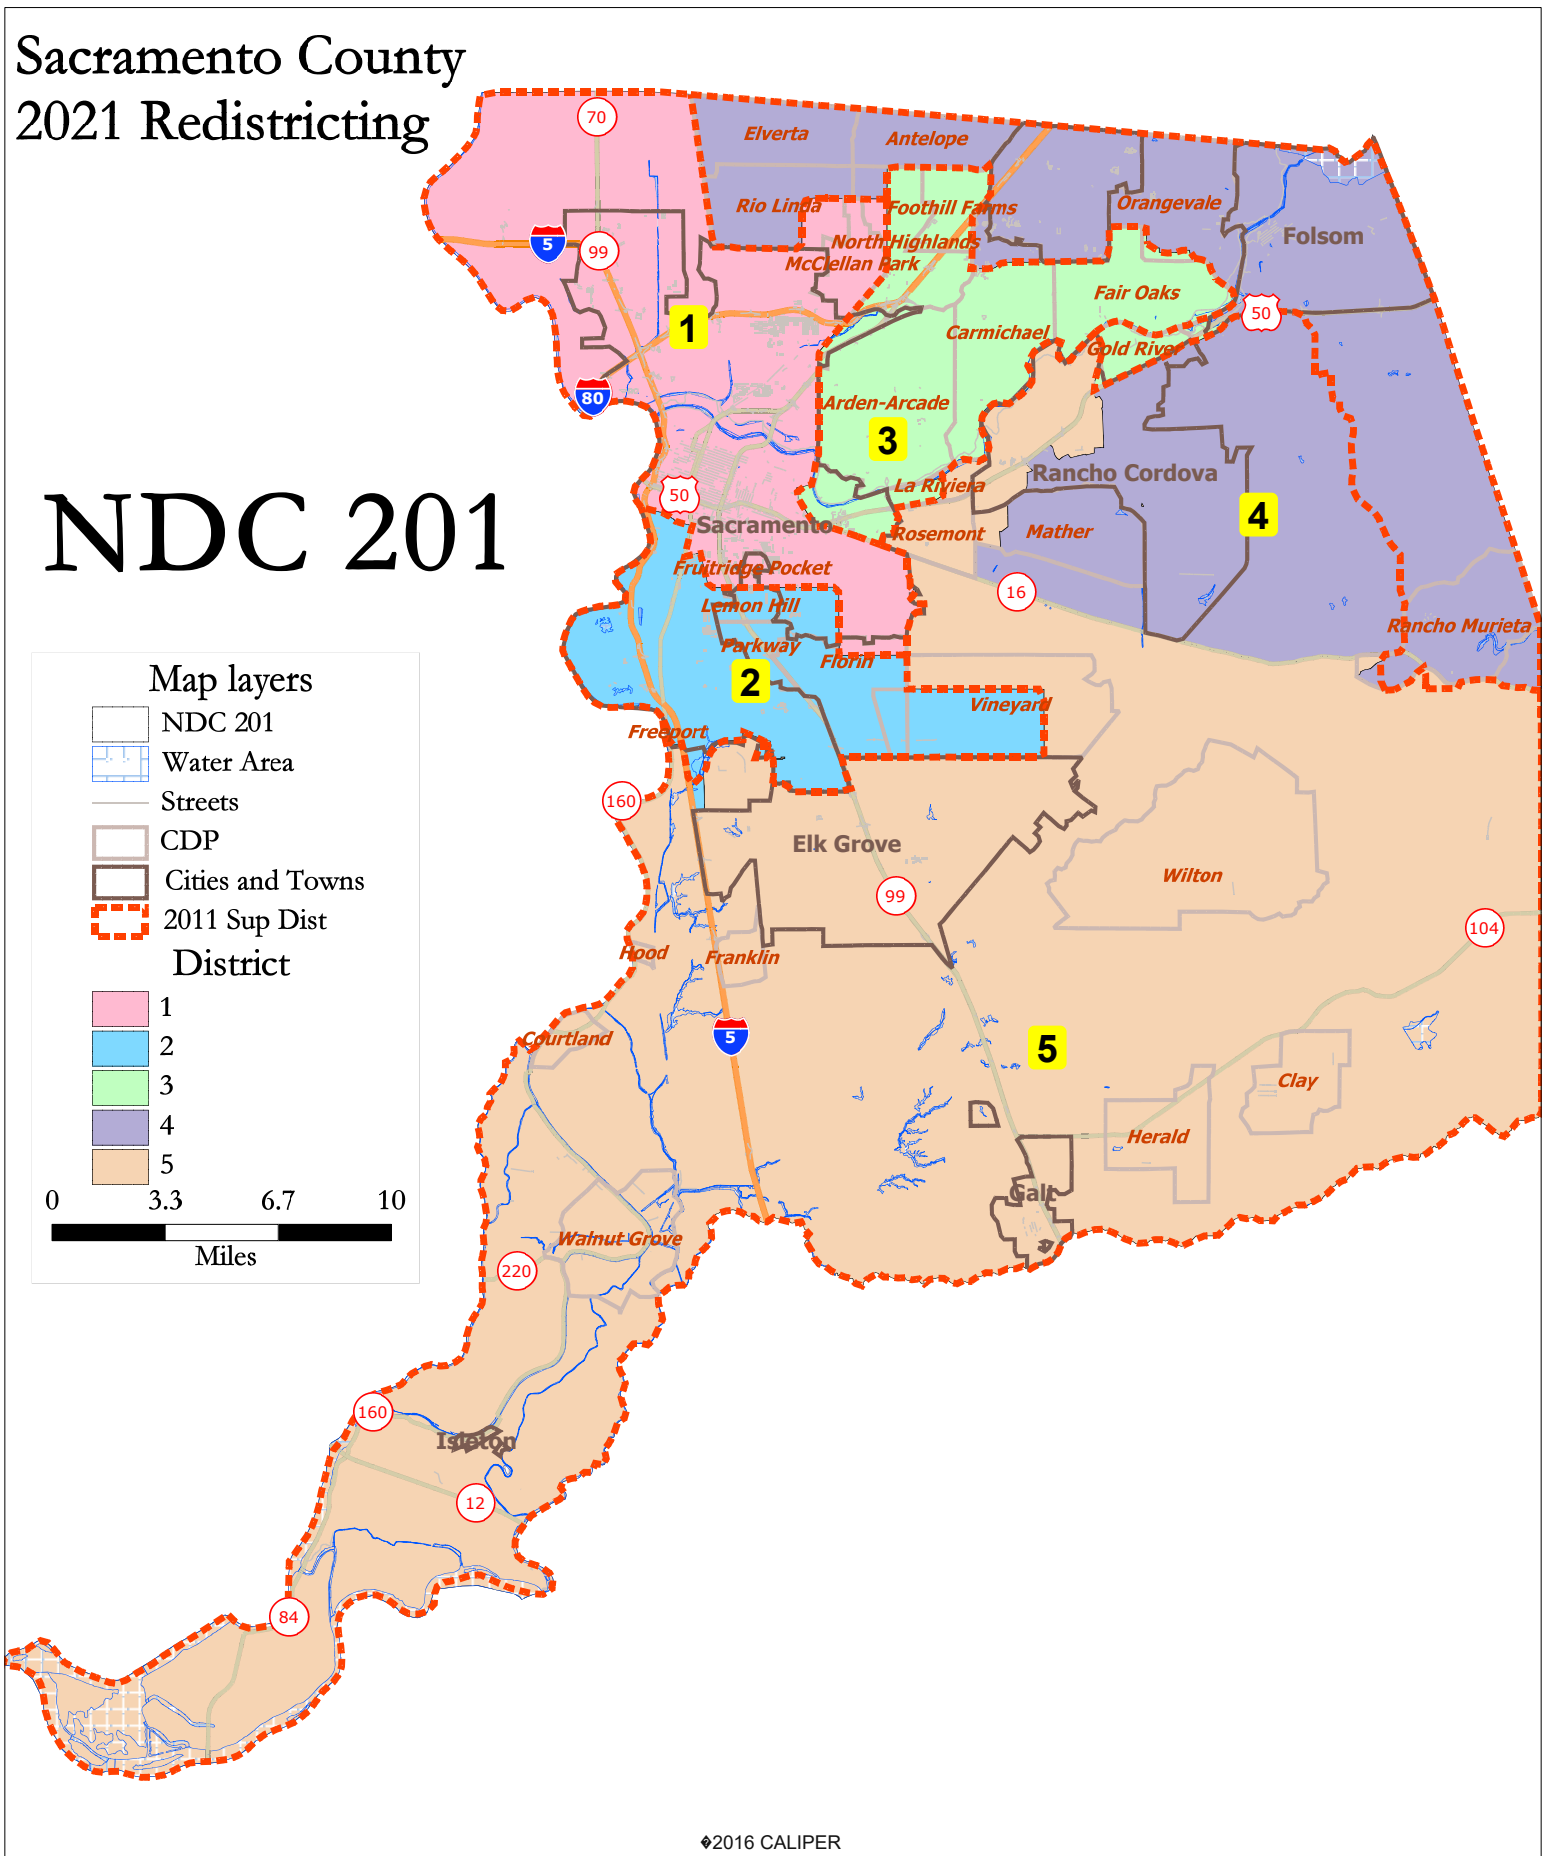 Sacramento County
2021 Redistricting
70
Elverta
Antelope
Rio Linda
Foothill Farms
Orangevale
5
99
North Highlands
Folsom
McClellan Park
Fair Oaks
50
1
Carmichael
Gold River
80
Arden-Arcade
3
Rancho Cordova
NDC 201
50
La Riviera
4
Sacramento
Rosemont
Mather
Fruitridge Pocket
16
Lemon Hill
Rancho Murieta
Parkway
Florin
2
Vineyard
Freeport
160
Elk Grove
Wilton
99
104
Hood
Franklin
Courtland
5
5
Clay
Herald
Galt
Walnut Grove
220
160
Isleton
12
84
Map layers
NDC 201
Water Area
Streets
CDP
Cities and Towns
2011 Sup Dist
District
1
2
3
4
5
0 3.3 6.7 10
Miles
�2016 CALIPER